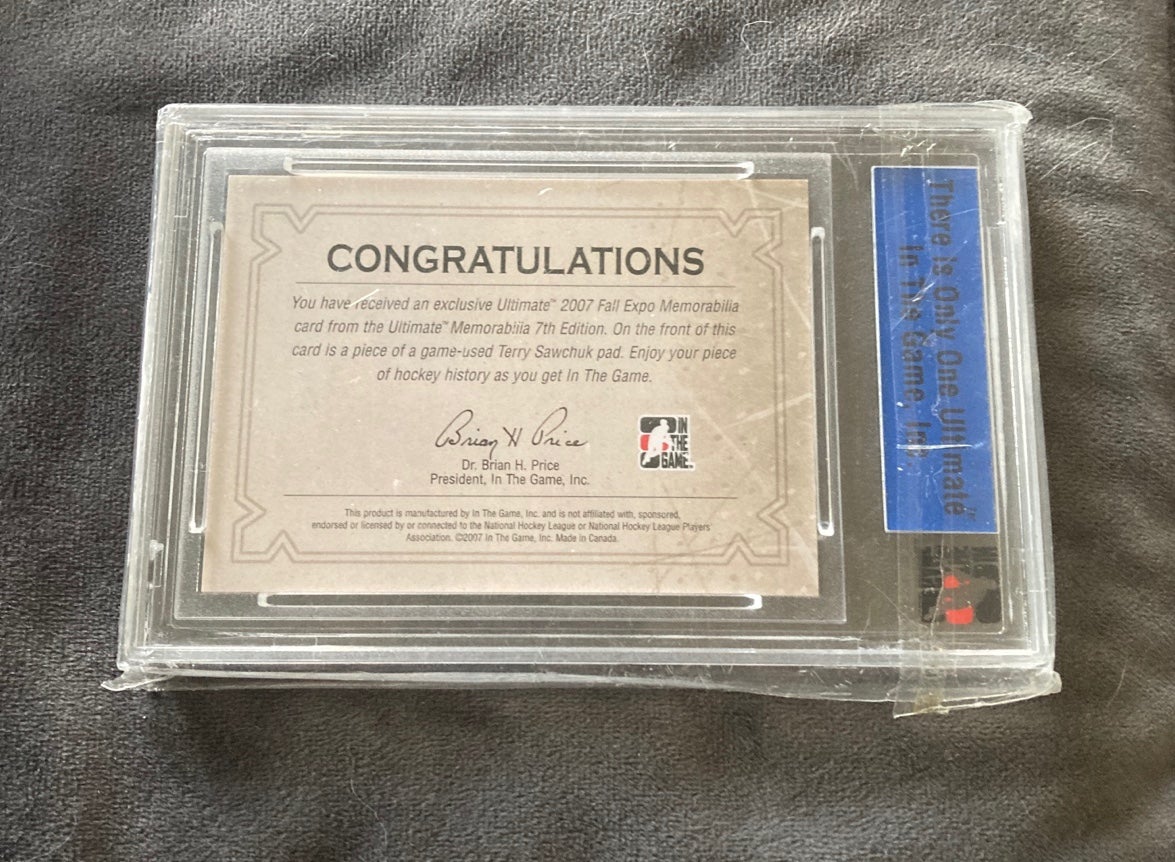 CONGRATULATIONS
You have received an exclusive Ultimate™ 2007 Fall Expo Memorabilia
card from the Ultimate™ Memorabilia 7th Edition. On the front of this
card is a piece of a game-used Terry Sawchuk pad. Enjoy your piece
of hockey history as you get In The Game.
Brian H Price
Dr. Brian H. Price
President, In The Game, Inc.
IN
THE
GAME
This product is manufactured by In The Game, Inc. and is not affiliated with, sponsored,
endorsed or licensed by or connected to the National Hockey League or National Hockey League Players'
Association. ©2007 In The Game, Inc. Made in Canada.
There is Only One Ultimate™
In The Game, Inc.